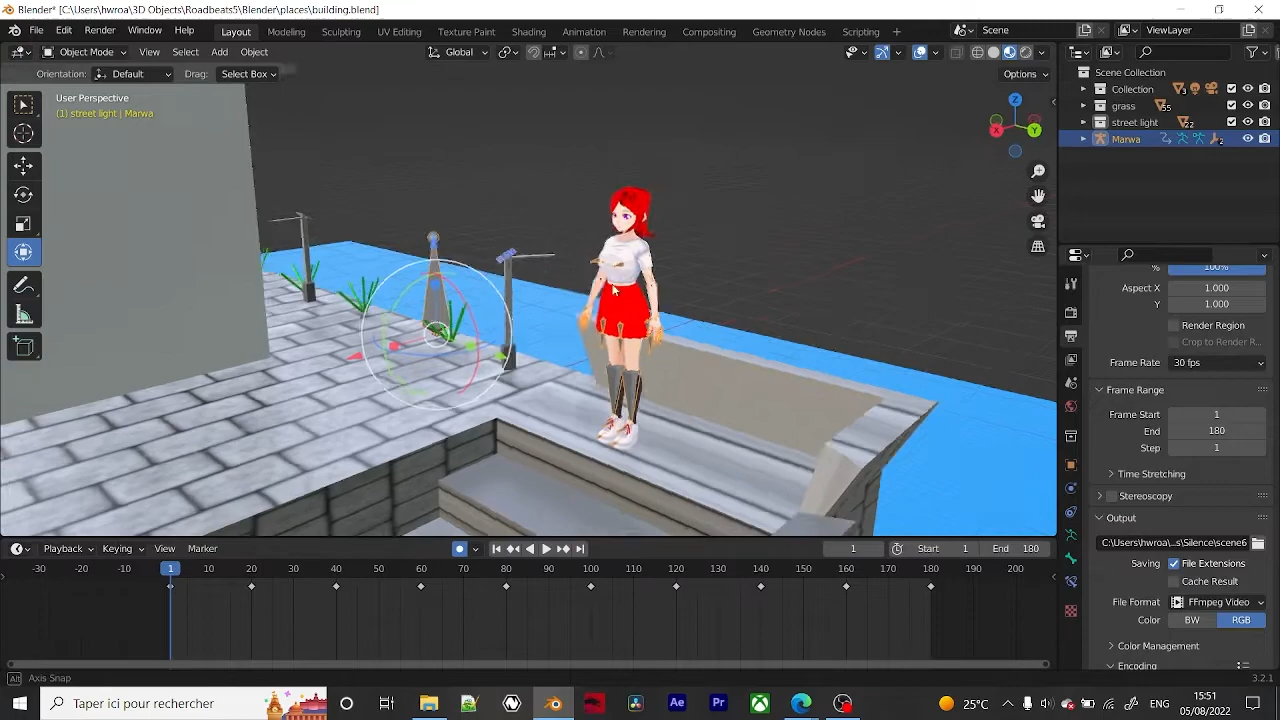 Blender* [C:\Users\hwroa\3D Objects\Roadbeats5\Blender\places\building.blend]
File Edit Render Window Help Layout Modeling Sculpting UV Editing Texture Paint Shading Animation Rendering Compositing Geometry Nodes Scripting + Scene ViewLayer
Object Mode View Select Add Object Global
Orientation: Default Drag: Select Box Options
User Perspective
(1) street light | Marwa
Z
X Y
Scene Collection
Collection 3
grass 55
street light 22
Marwa 2
% 100%
Aspect X 1.000
Y 1.000
Render Region
Crop to Render R...
Frame Rate 30 fps
Frame Range
Frame Start 1
End 180
Step 1
Time Stretching
Stereoscopy
Output
C:\Users\hwroa\...s\Silence\scene6
Saving File Extensions
Cache Result
File Format FFmpeg Video
Color BW RGB
Color Management
Encoding
Playback Keying View Marker 1 Start 1 End 180
-30 -20 -10 1 10 20 30 40 50 60 70 80 90 100 110 120 130 140 150 160 170 180 190 200
Alt Axis Snap 3.2.1
Taper ici pour rechercher Ae Pr 25°C ENG 15:51
05/08/2022